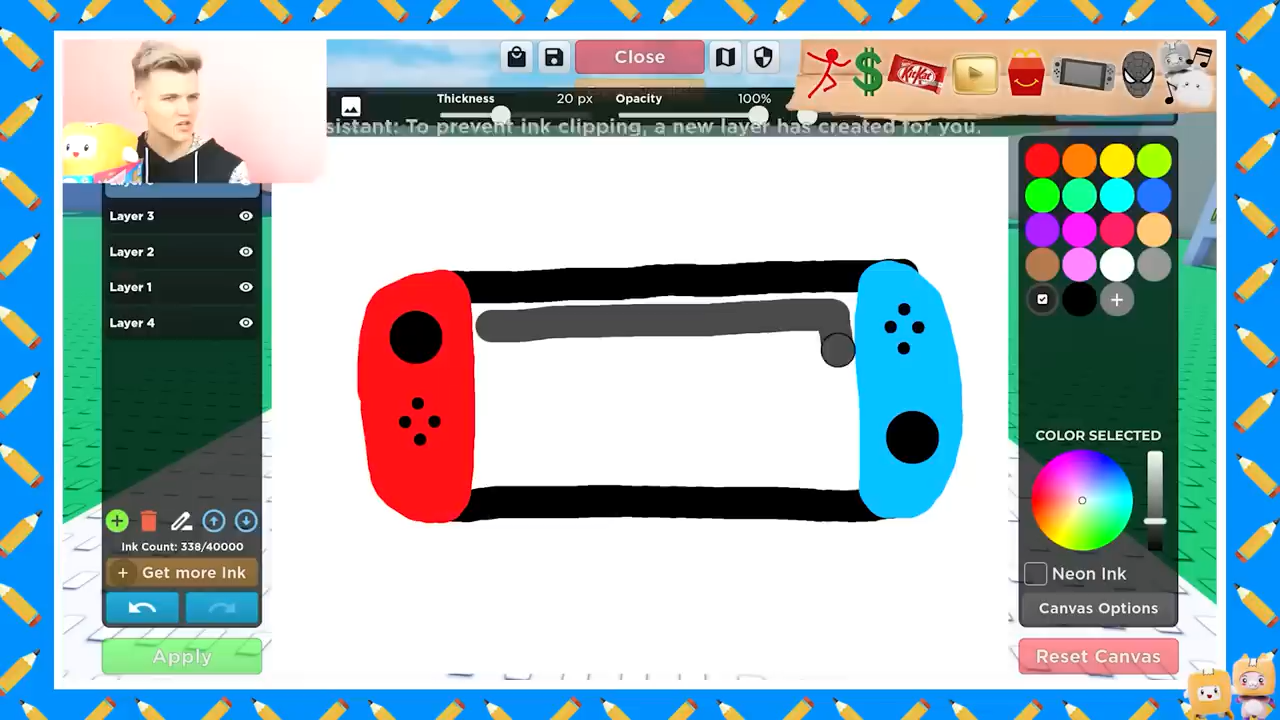 Close
KitKat
Thickness 20 px Opacity 100%
sistant: To prevent ink clipping, a new layer has created for you.
Layer 3
Layer 2
Layer 1
Layer 4
COLOR SELECTED
Ink Count: 338/40000
+ Get more Ink
Neon Ink
Canvas Options
Apply
Reset Canvas